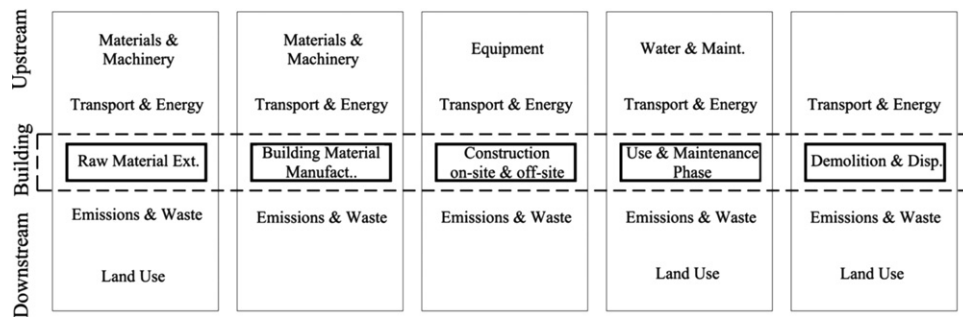 Upstream
Materials &
Machinery
Materials &
Machinery
Equipment
Water & Maint.
Transport & Energy
Transport & Energy
Transport & Energy
Transport & Energy
Transport & Energy
Building
Raw Material Ext.
Building Material
Manufact..
Construction
on-site & off-site
Use & Maintenance
Phase
Demolition & Disp.
Downstream
Emissions & Waste
Emissions & Waste
Emissions & Waste
Emissions & Waste
Emissions & Waste
Land Use
Land Use
Land Use